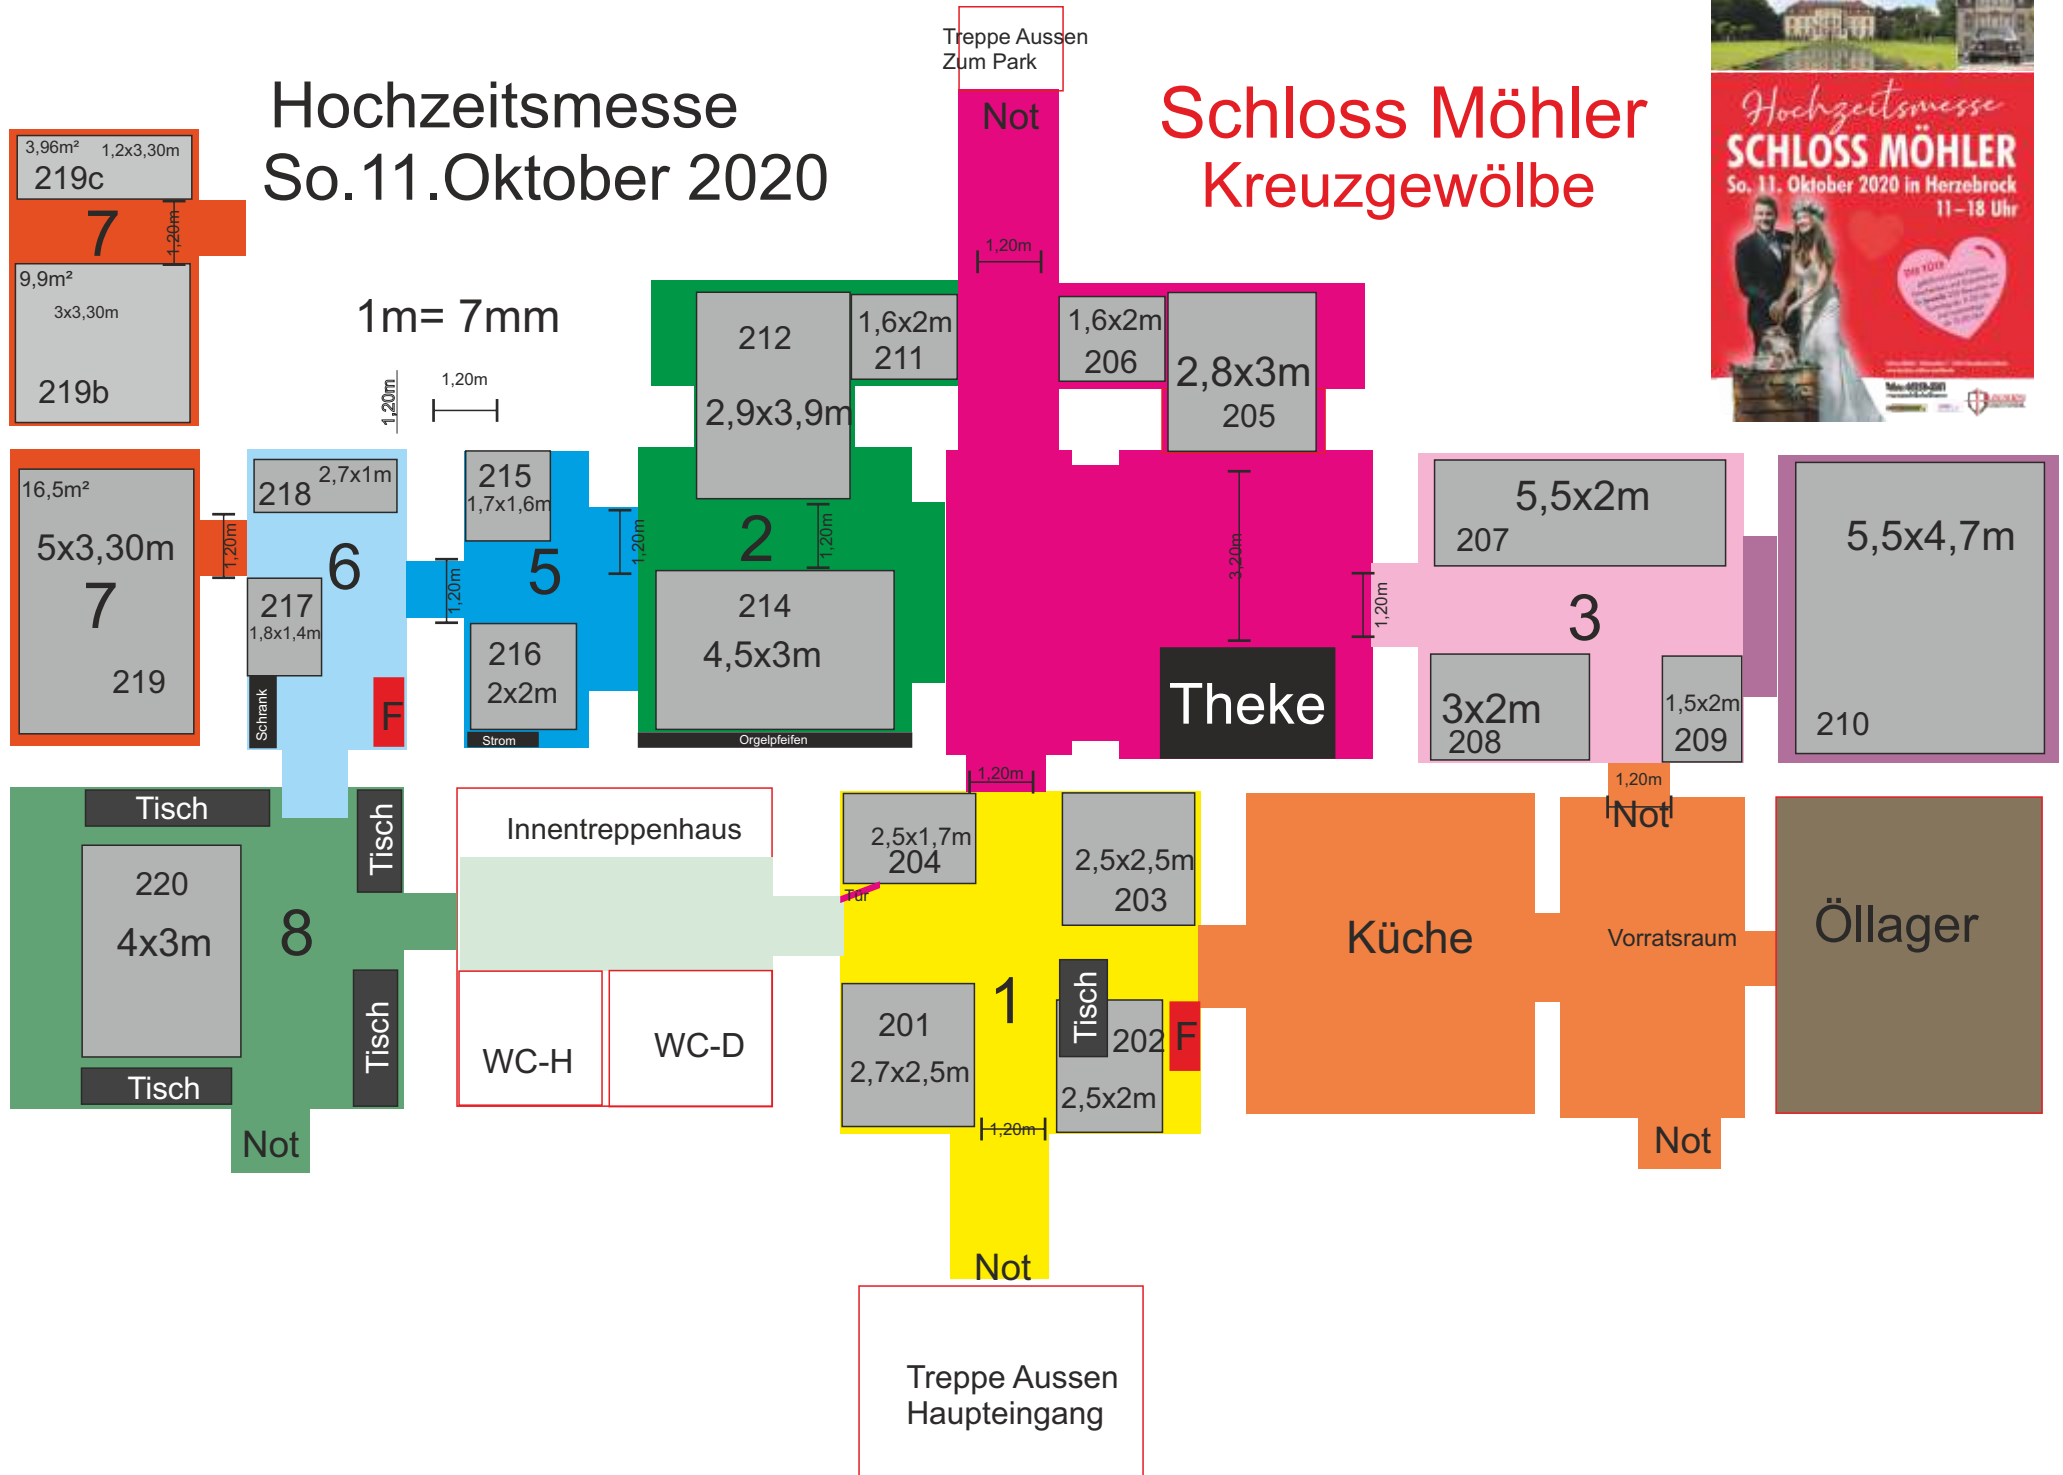 Treppe Aussen
Zum Park
Not
Hochzeitsmesse
So.11.Oktober 2020
Schloss Möhler
Kreuzgewölbe
Hochzeitsmesse
SCHLOSS MÖHLER
So. 11. Oktober 2020 in Herzebrock
11–18 Uhr
DIE TÜTE
3,96m² 1,2x3,30m
219c
7
1,20m
9,9m²
3x3,30m
219b
1m= 7mm
1,20m
1,20m
1,20m
212
2,9x3,9m
1,6x2m
211
1,6x2m
206
2,8x3m
205
16,5m²
5x3,30m
7
219
1,20m
218 2,7x1m
6
217
1,8x1,4m
Schrank
F
1,20m
215
1,7x1,6m
5
1,20m
216
2x2m
Strom
2
1,20m
214
4,5x3m
Orgelpfeifen
3,20m
Theke
1,20m
5,5x2m
207
3
3x2m
208
1,5x2m
209
5,5x4,7m
210
1,20m
1,20m
Not
Tisch
Tisch
220
4x3m
8
Tisch
Tisch
Not
Innentreppenhaus
WC-H
WC-D
2,5x1,7m
204
Tür
2,5x2,5m
203
1
201
2,7x2,5m
Tisch
202
F
2,5x2m
1,20m
Not
Küche
Vorratsraum
Not
Öllager
Treppe Aussen
Haupteingang